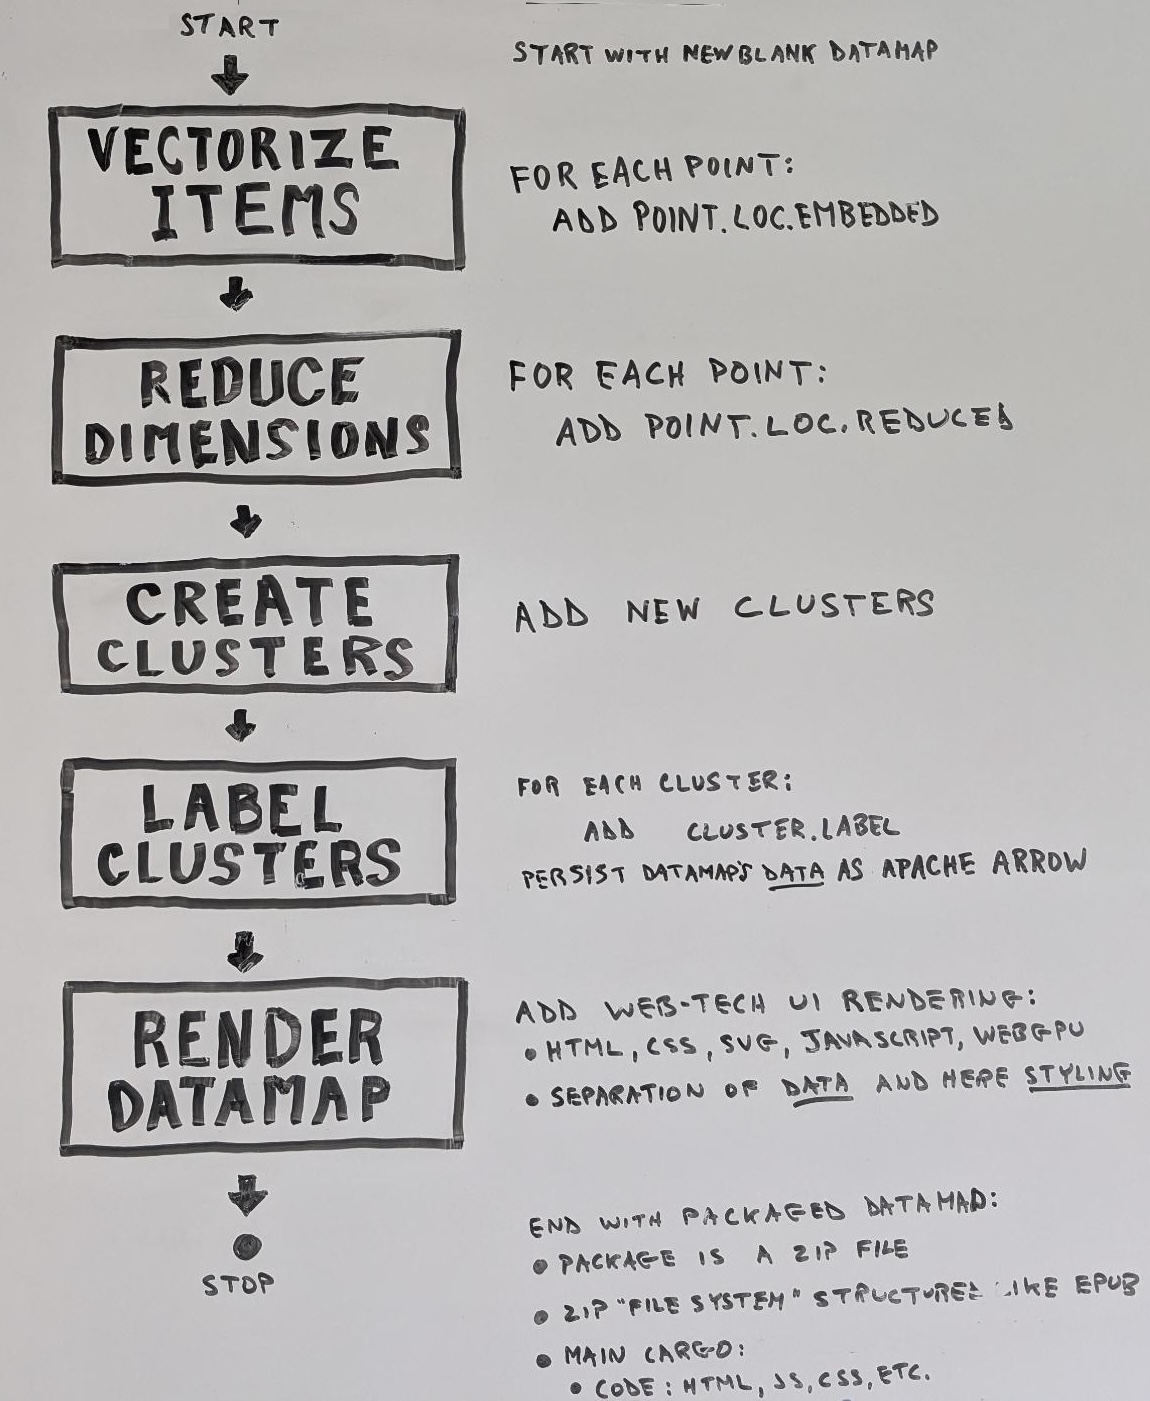 START
START WITH NEW BLANK DATAMAP
VECTORIZE
ITEMS
FOR EACH POINT:
ADD POINT.LOC.EMBEDDED
REDUCE
DIMENSIONS
FOR EACH POINT:
ADD POINT.LOC.REDUCED
CREATE
CLUSTERS
ADD NEW CLUSTERS
LABEL
CLUSTERS
FOR EACH CLUSTER:
ADD CLUSTER.LABEL
PERSIST DATAMAP'S DATA AS APACHE ARROW
RENDER
DATAMAP
ADD WEB-TECH UI RENDERING:
• HTML, CSS, SVG, JAVASCRIPT, WEBGPU
• SEPARATION OF DATA AND HERE STYLING
STOP
END WITH PACKAGED DATAMAP:
• PACKAGE IS A ZIP FILE
• ZIP "FILE SYSTEM" STRUCTURED LIKE EPUB
• MAIN CARGO:
• CODE: HTML, JS, CSS, ETC.